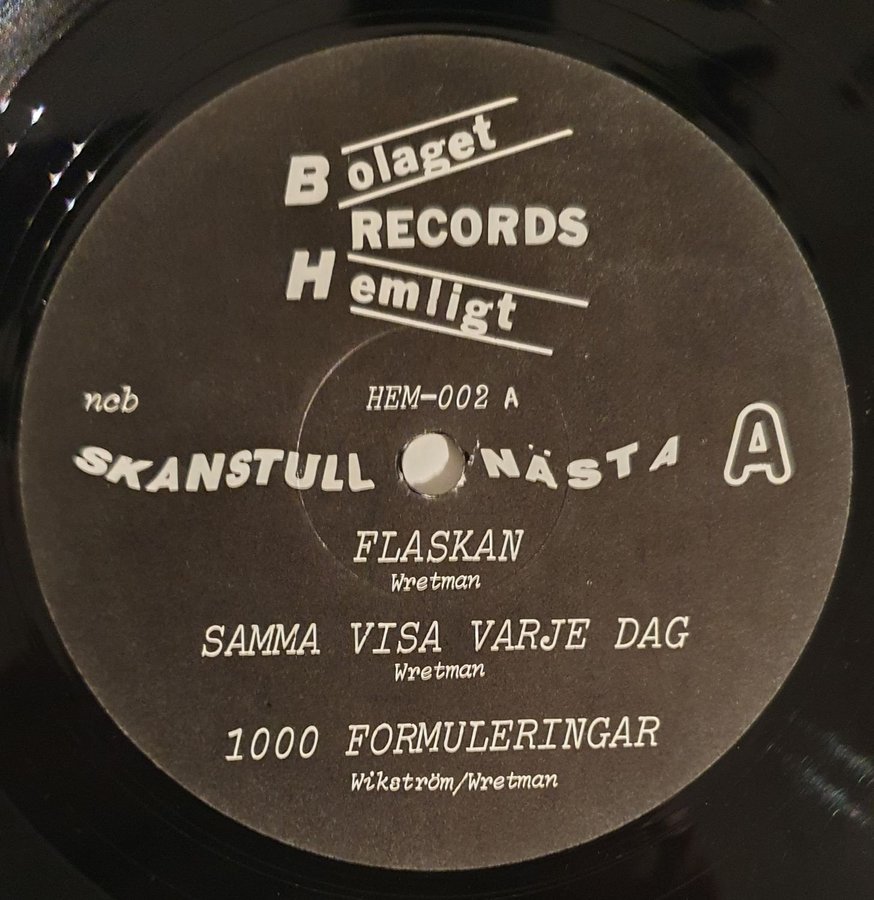 Bolaget
RECORDS
Hemligt
ncb
HEM-002 A
SKANSTULL NÄSTA
A
FLASKAN
Wretman
SAMMA VISA VARJE DAG
Wretman
1000 FORMULERINGAR
Wikström/Wretman